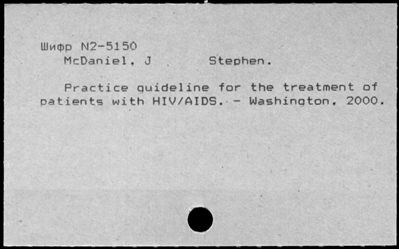 Шифр N2-5150
McDaniel, J Stephen.
Practice guideline for the treatment of
patients with HIV/AIDS. - Washington, 2000.